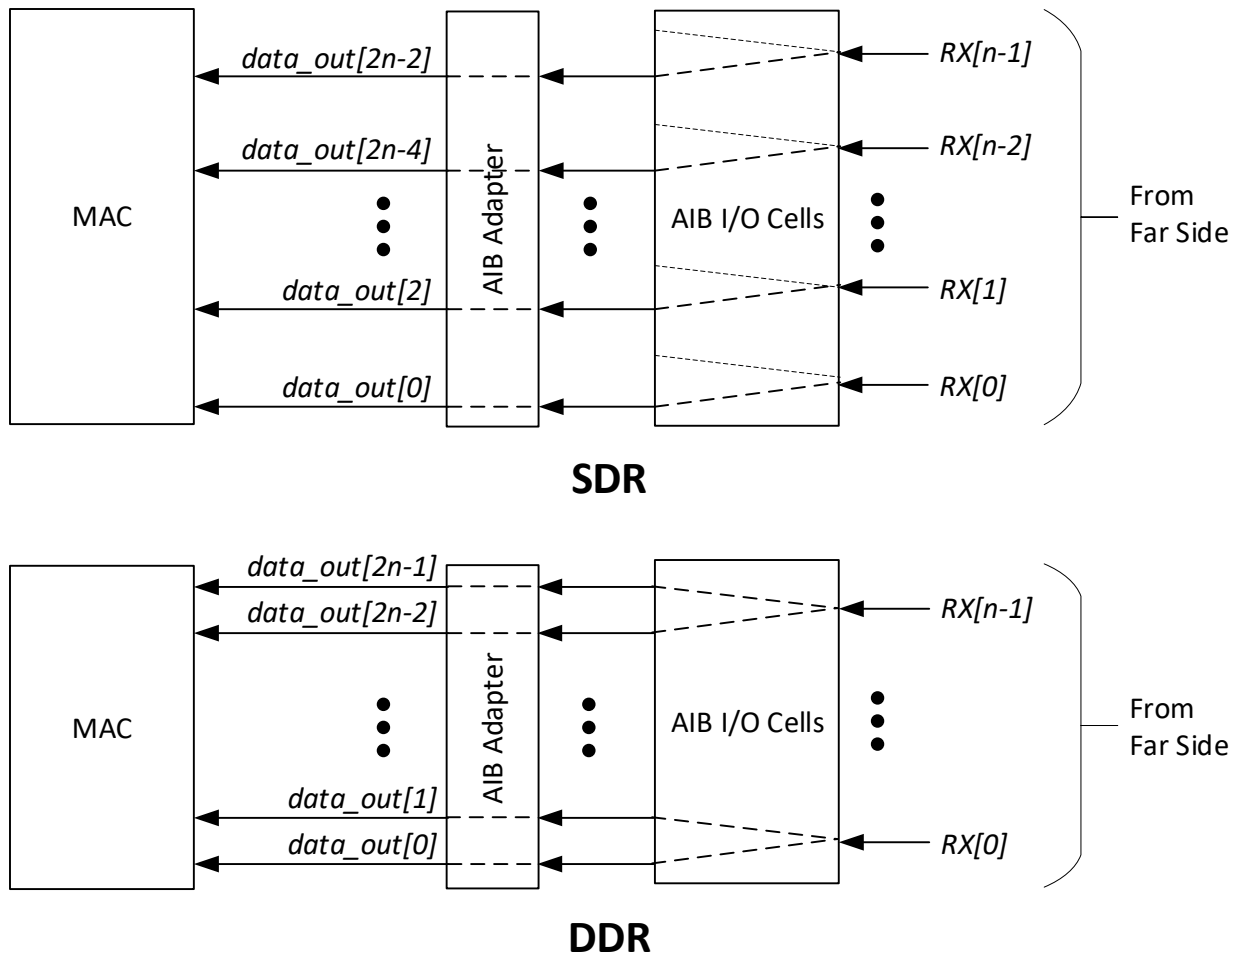 data_out[2n-2]
RX[n-1]
data_out[2n-4]
RX[n-2]
MAC
AIB Adapter
AIB I/O Cells
From
Far Side
data_out[2]
RX[1]
data_out[0]
RX[0]
SDR
data_out[2n-1]
RX[n-1]
data_out[2n-2]
MAC
AIB Adapter
AIB I/O Cells
From
Far Side
data_out[1]
data_out[0]
RX[0]
DDR